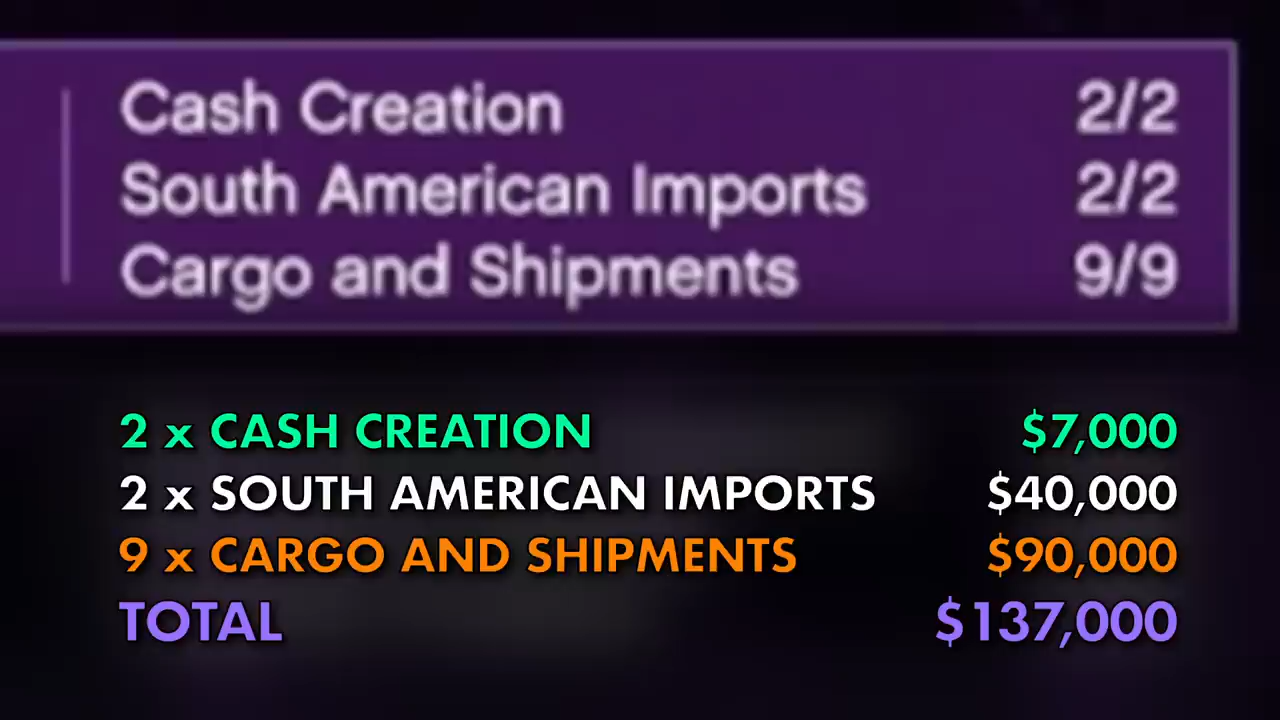 Cash Creation 2/2
South American Imports 2/2
Cargo and Shipments 9/9
2 x CASH CREATION $7,000
2 x SOUTH AMERICAN IMPORTS $40,000
9 x CARGO AND SHIPMENTS $90,000
TOTAL $137,000